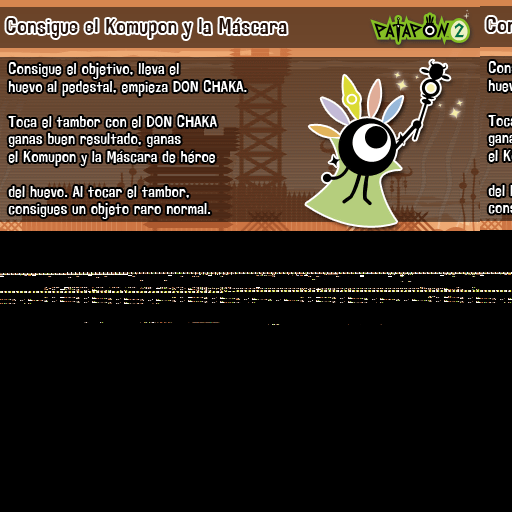 Consigue el Komupon y la Máscara
PATAPON 2
Consigue el objetivo, lleva el
huevo al pedestal, empieza DON CHAKA.
Toca el tambor con el DON CHAKA
ganas buen resultado, ganas
el Komupon y la Máscara de héroe
del huevo. Al tocar el tambor,
consigues un objeto raro normal.